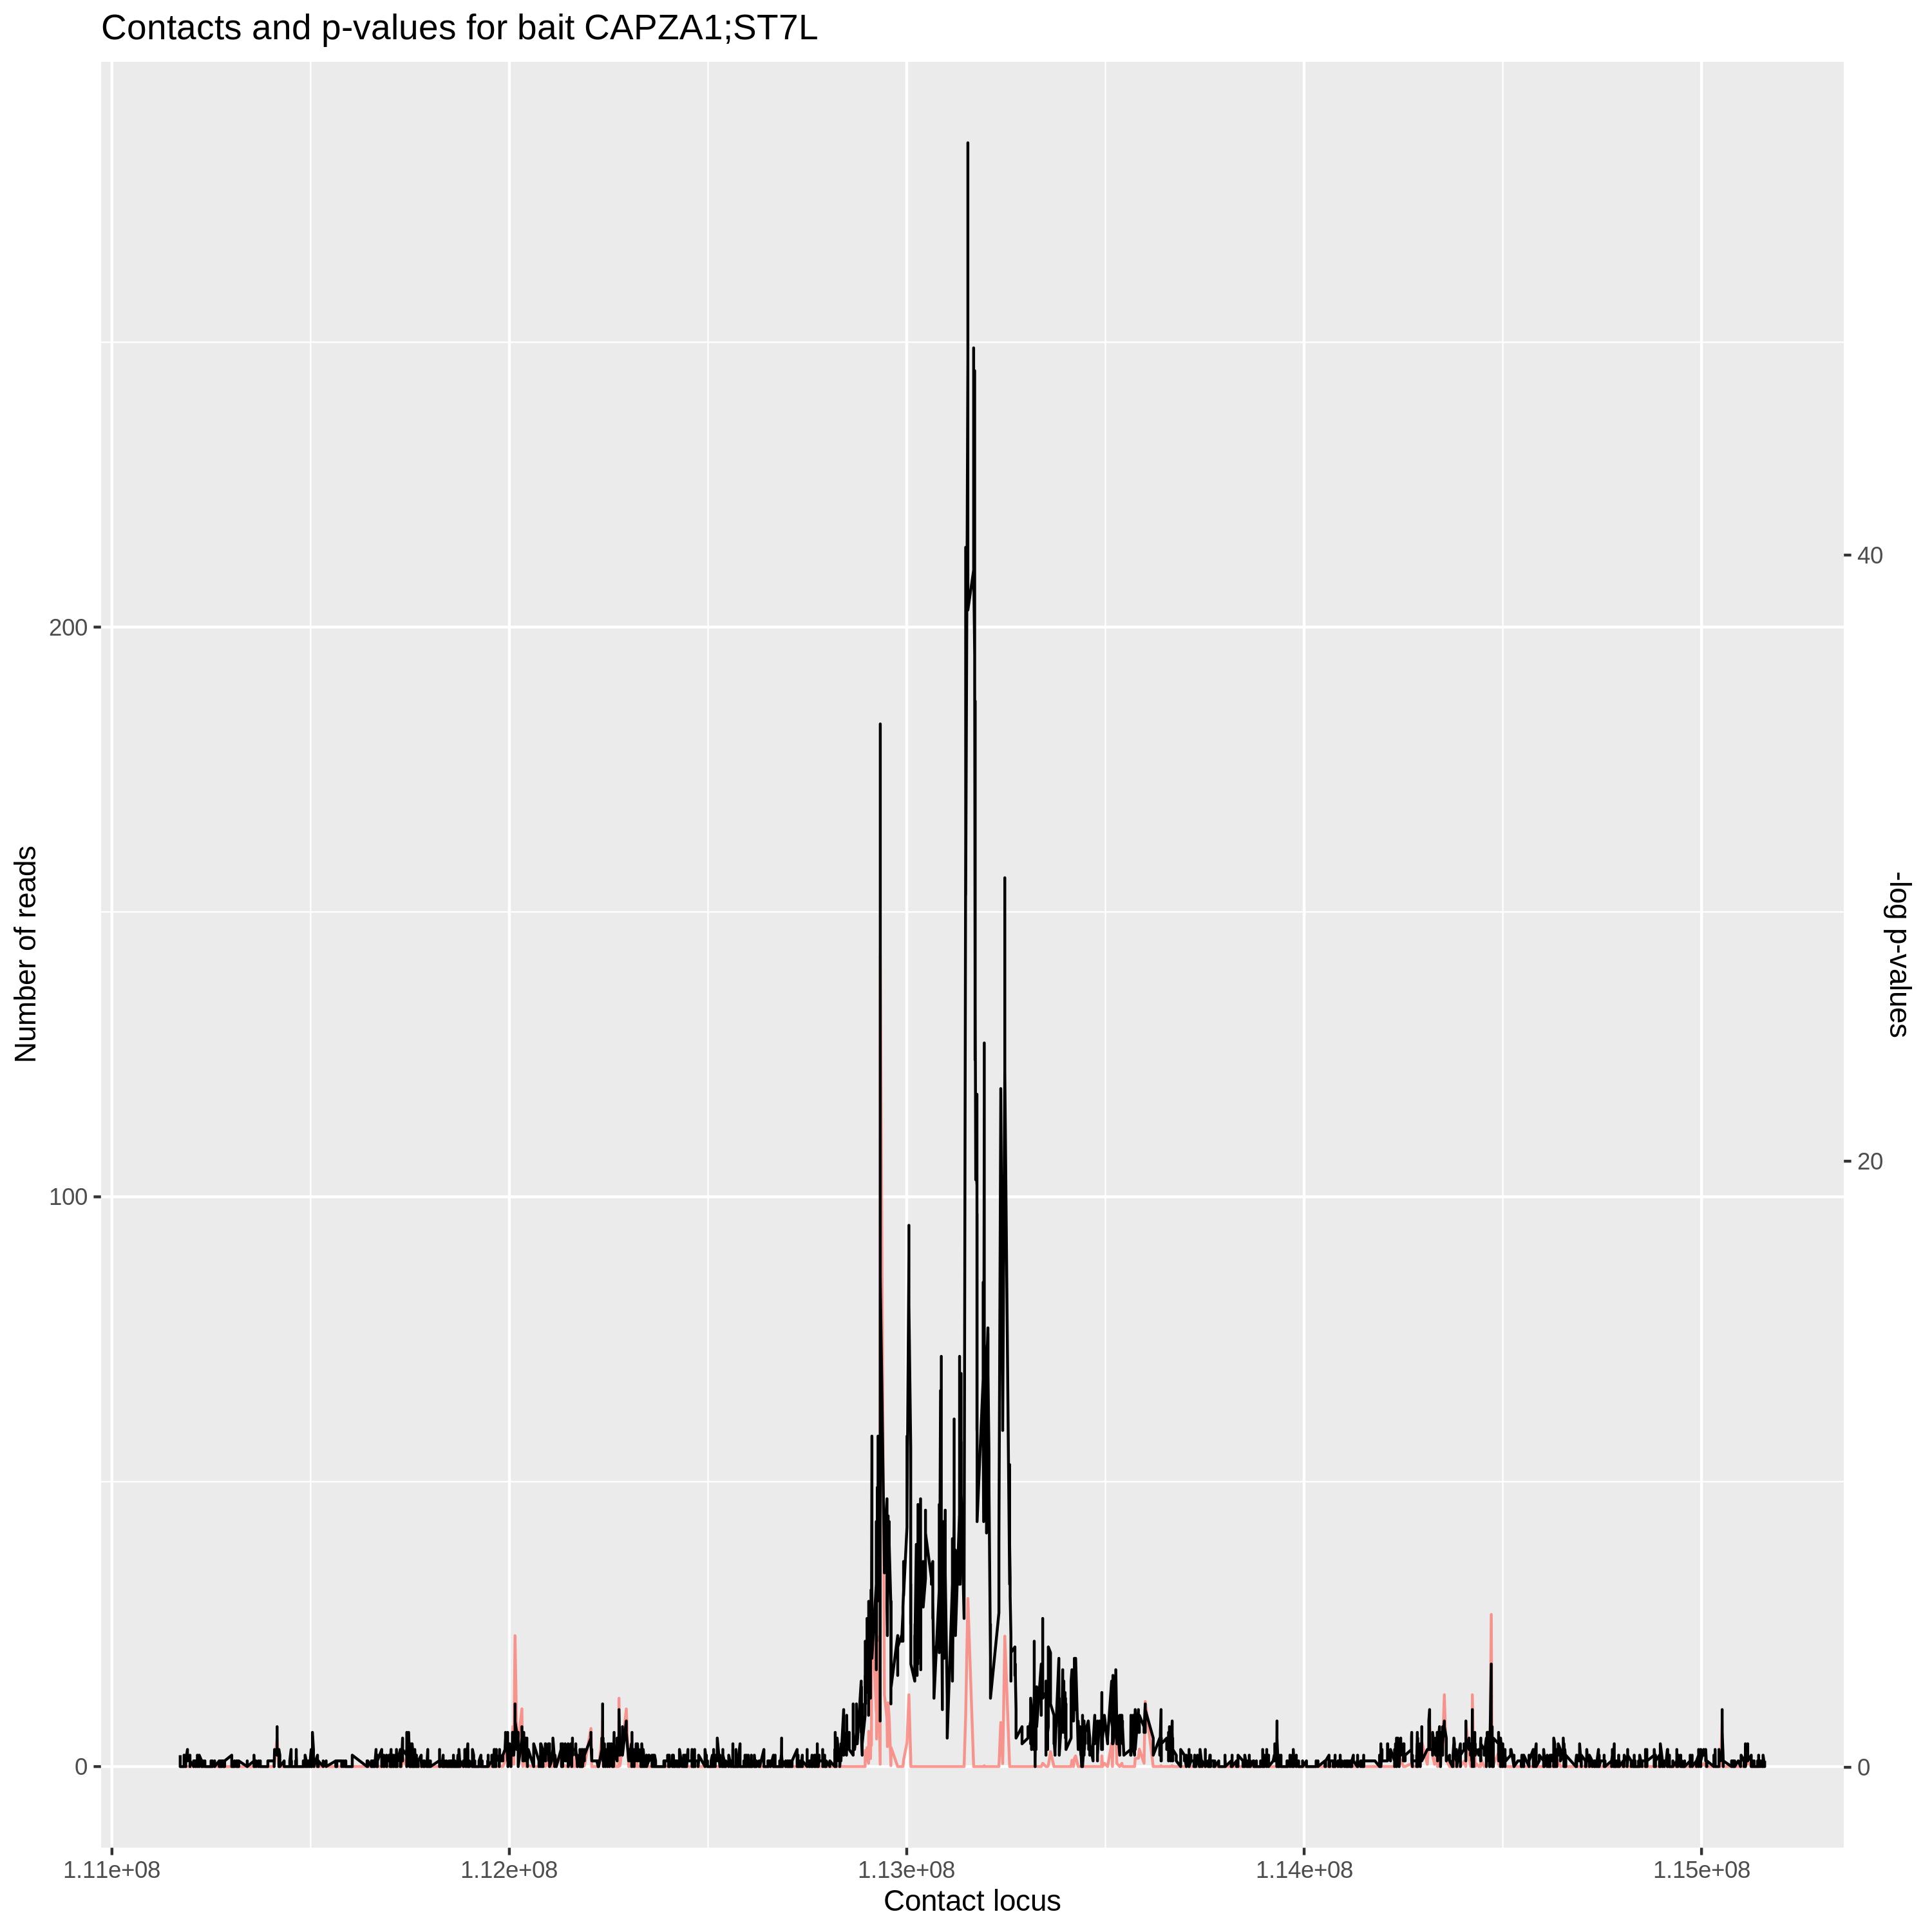 Contacts and p-values for bait CAPZA1;ST7L
Number of reads
200
100
0
40
20
0
-log p-values
1.11e+08
1.12e+08
1.13e+08
1.14e+08
1.15e+08
Contact locus